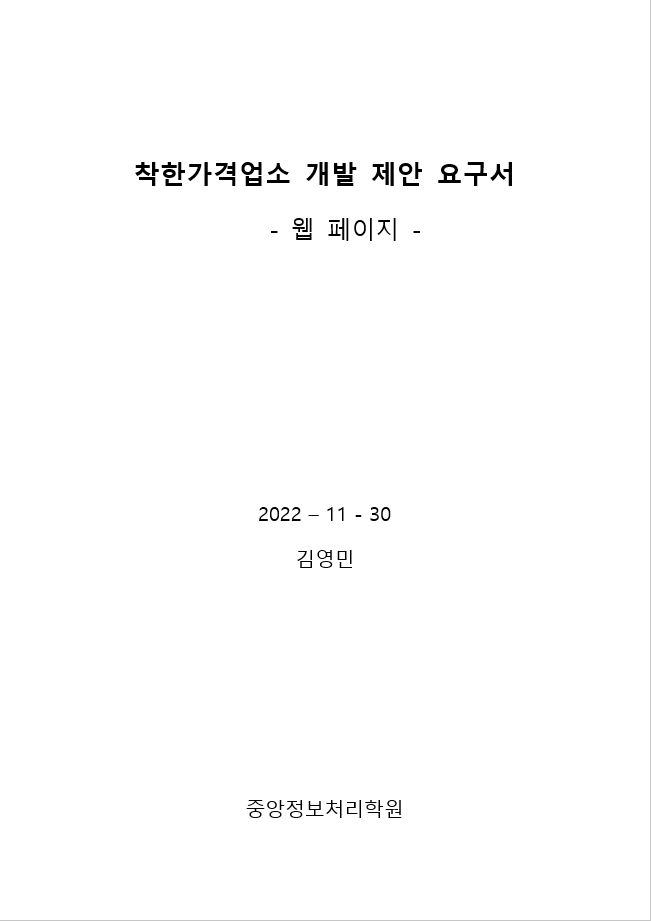 착한가격업소 개발 제안 요구서
- 웹 페이지 -
2022 – 11 - 30
김영민
중앙정보처리학원